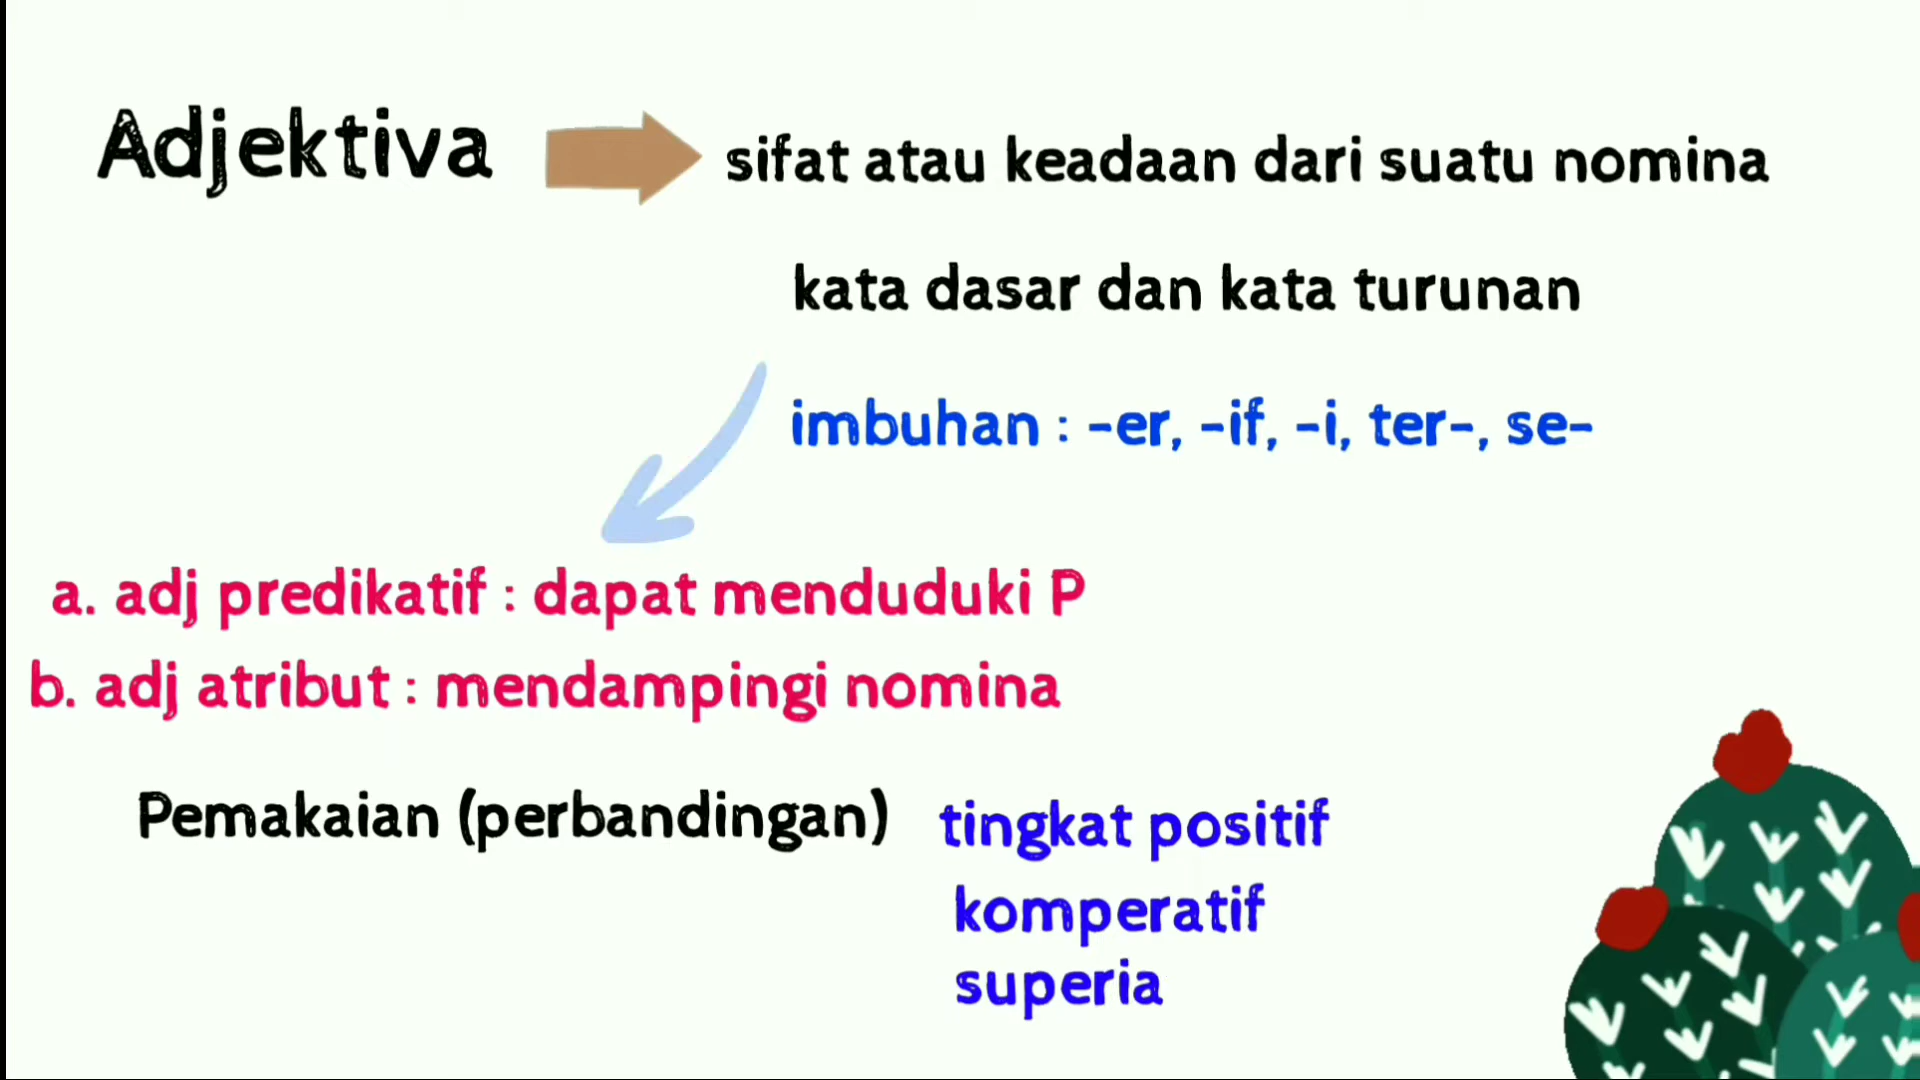 Adjektiva
sifat atau keadaan dari suatu nomina
kata dasar dan kata turunan
imbuhan : -er, -if, -i, ter-, se-
a. adj predikatif : dapat menduduki P
b. adj atribut : mendampingi nomina
Pemakaian (perbandingan)
tingkat positif
komperatif
superia